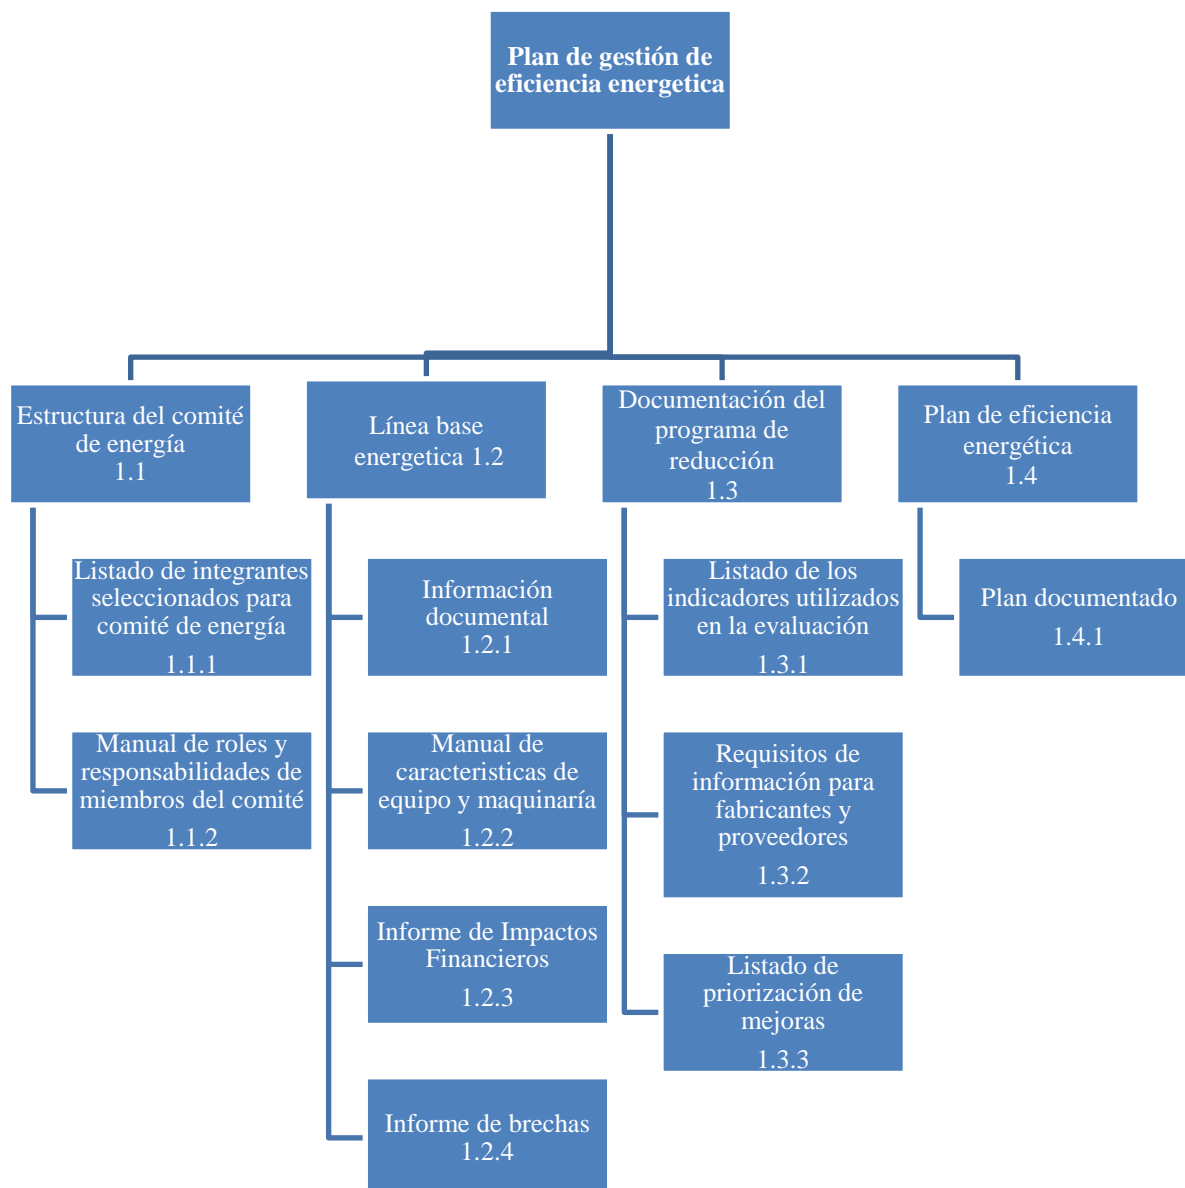 Plan de gestión de
eficiencia energetica
Estructura del comité
de energía
1.1
Línea base
energetica 1.2
Documentación del
programa de
reducción
1.3
Plan de eficiencia
energética
1.4
Listado de integrantes
seleccionados para
comité de energía
1.1.1
Manual de roles y
responsabilidades de
miembros del comité
1.1.2
Información
documental
1.2.1
Manual de
caracteristicas de
equipo y maquinaría
1.2.2
Informe de Impactos
Financieros
1.2.3
Informe de brechas
1.2.4
Listado de los
indicadores utilizados
en la evaluación
1.3.1
Requisitos de
información para
fabricantes y
proveedores
1.3.2
Listado de
priorización de
mejoras
1.3.3
Plan documentado
1.4.1